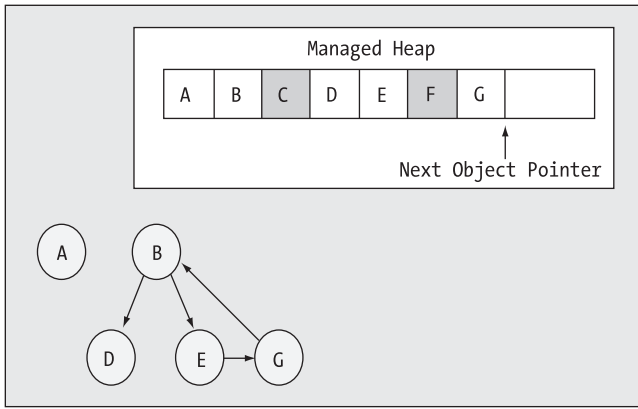 Managed Heap
A B C D E F G
Next Object Pointer
A B
D E G